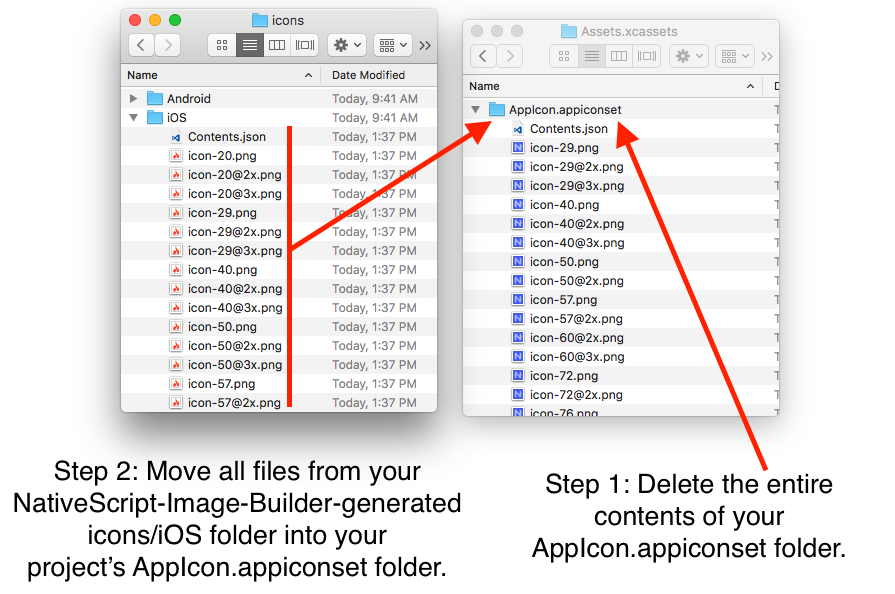 icons
Name
Date Modified
Android
Today, 9:41 AM
iOS
Today, 9:41 AM
Contents.json
Today, 1:37 PM
icon-20.png
Today, 1:37 PM
icon-20@2x.png
Today, 1:37 PM
icon-20@3x.png
Today, 1:37 PM
icon-29.png
Today, 1:37 PM
icon-29@2x.png
Today, 1:37 PM
icon-29@3x.png
Today, 1:37 PM
icon-40.png
Today, 1:37 PM
icon-40@2x.png
Today, 1:37 PM
icon-40@3x.png
Today, 1:37 PM
icon-50.png
Today, 1:37 PM
icon-50@2x.png
Today, 1:37 PM
icon-50@3x.png
Today, 1:37 PM
icon-57.png
Today, 1:37 PM
icon-57@2x.png
Today, 1:37 PM
Assets.xcassets
Name
AppIcon.appiconset
Contents.json
icon-29.png
icon-29@2x.png
icon-29@3x.png
icon-40.png
icon-40@2x.png
icon-40@3x.png
icon-50.png
icon-50@2x.png
icon-57.png
icon-57@2x.png
icon-60@2x.png
icon-60@3x.png
icon-72.png
icon-72@2x.png
icon-76.png
Step 2: Move all files from your
NativeScript-Image-Builder-generated
icons/iOS folder into your
project’s AppIcon.appiconset folder.
Step 1: Delete the entire
contents of your
AppIcon.appiconset folder.